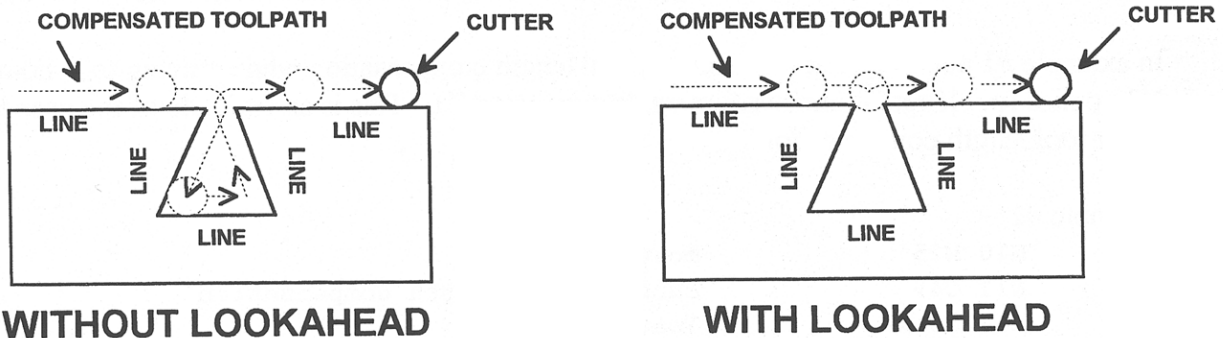 COMPENSATED TOOLPATH
CUTTER
LINE
LINE
LINE
LINE
LINE
WITHOUT LOOKAHEAD
COMPENSATED TOOLPATH
CUTTER
LINE
LINE
LINE
LINE
LINE
WITH LOOKAHEAD